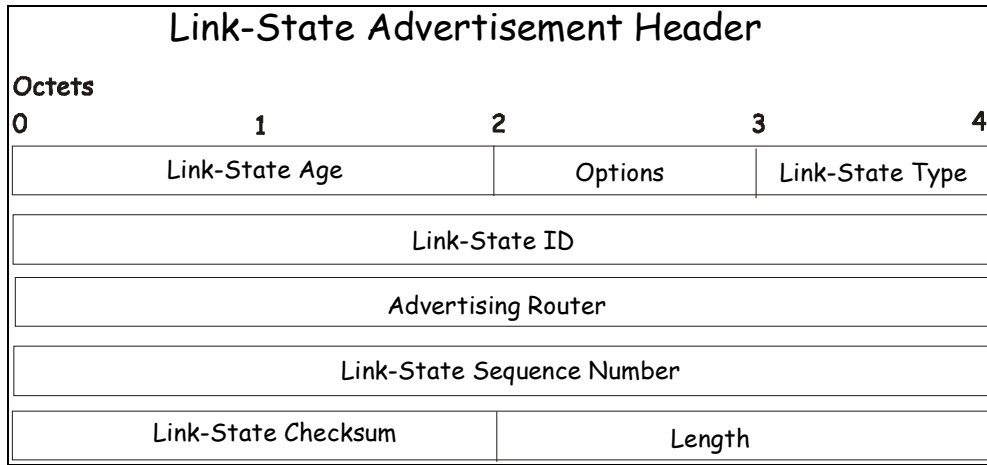 Link-State Advertisement Header
Octets
0 1 2 3 4
Link-State Age Options Link-State Type
Link-State ID
Advertising Router
Link-State Sequence Number
Link-State Checksum Length